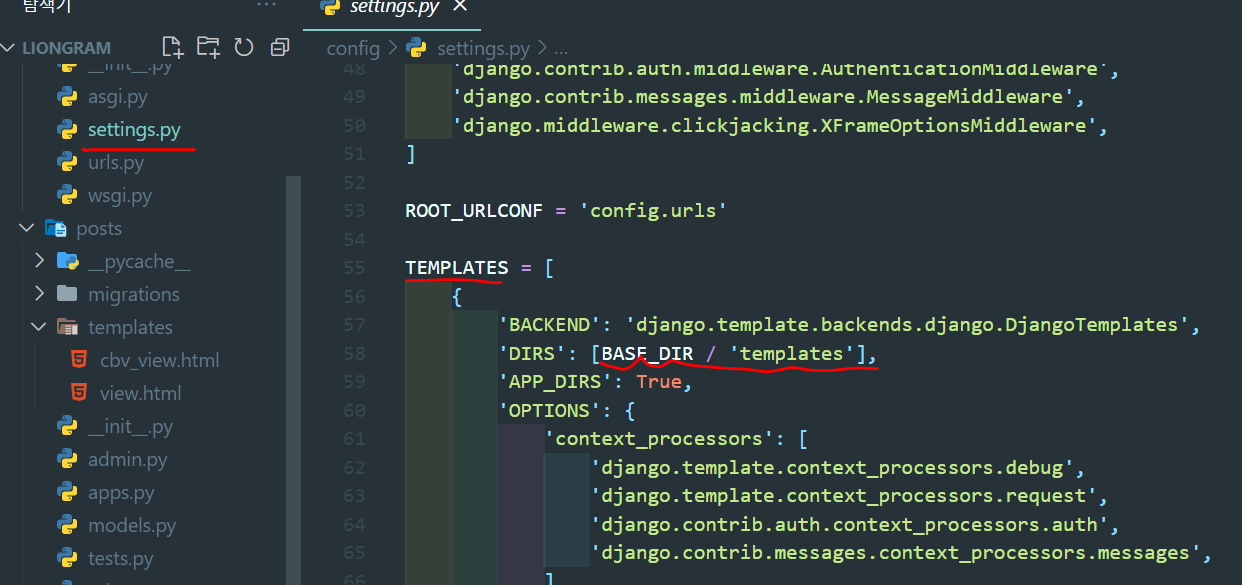 탐색기
···
settings.py
LIONGRAM
config > settings.py > ...
__init__.py
asgi.py
settings.py
urls.py
wsgi.py
posts
__pycache__
migrations
templates
cbv_view.html
view.html
__init__.py
admin.py
apps.py
models.py
tests.py
48 'django.contrib.auth.middleware.AuthenticationMiddleware',
49 'django.contrib.messages.middleware.MessageMiddleware',
50 'django.middleware.clickjacking.XFrameOptionsMiddleware',
51 ]
52
53 ROOT_URLCONF = 'config.urls'
54
55 TEMPLATES = [
56 {
57 'BACKEND': 'django.template.backends.django.DjangoTemplates',
58 'DIRS': [BASE_DIR / 'templates'],
59 'APP_DIRS': True,
60 'OPTIONS': {
61 'context_processors': [
62 'django.template.context_processors.debug',
63 'django.template.context_processors.request',
64 'django.contrib.auth.context_processors.auth',
65 'django.contrib.messages.context_processors.messages',
66 ]